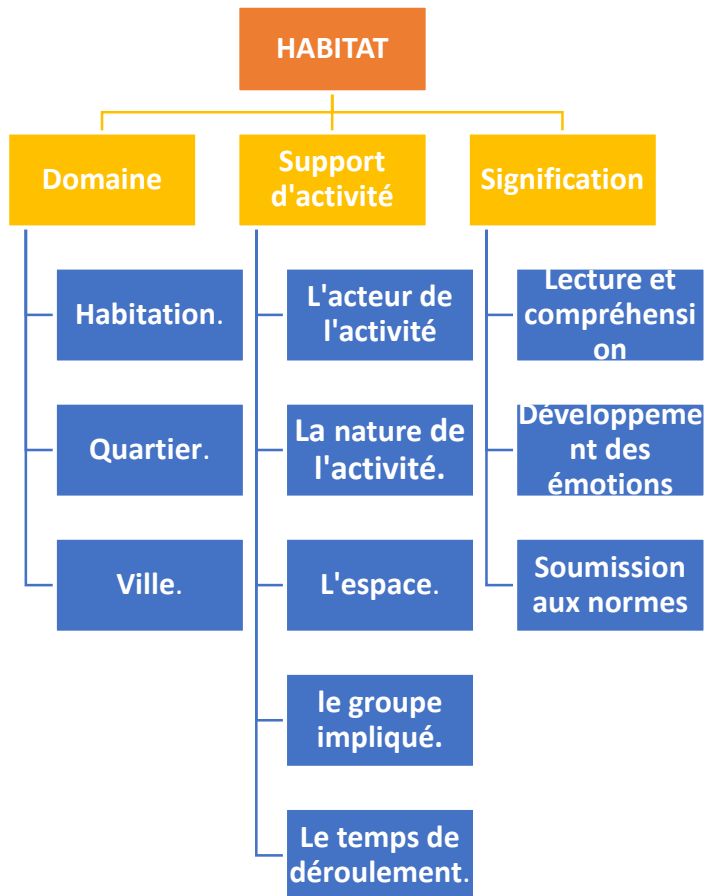 HABITAT
Domaine
Habitation.
Quartier.
Ville.
Support
d'activité
L'acteur de
l'activité
La nature de
l'activité.
L'espace.
le groupe
impliqué.
Le temps de
déroulement.
Signification
Lecture et
compréhensi
on
Développeme
nt des
émotions
Soumission
aux normes